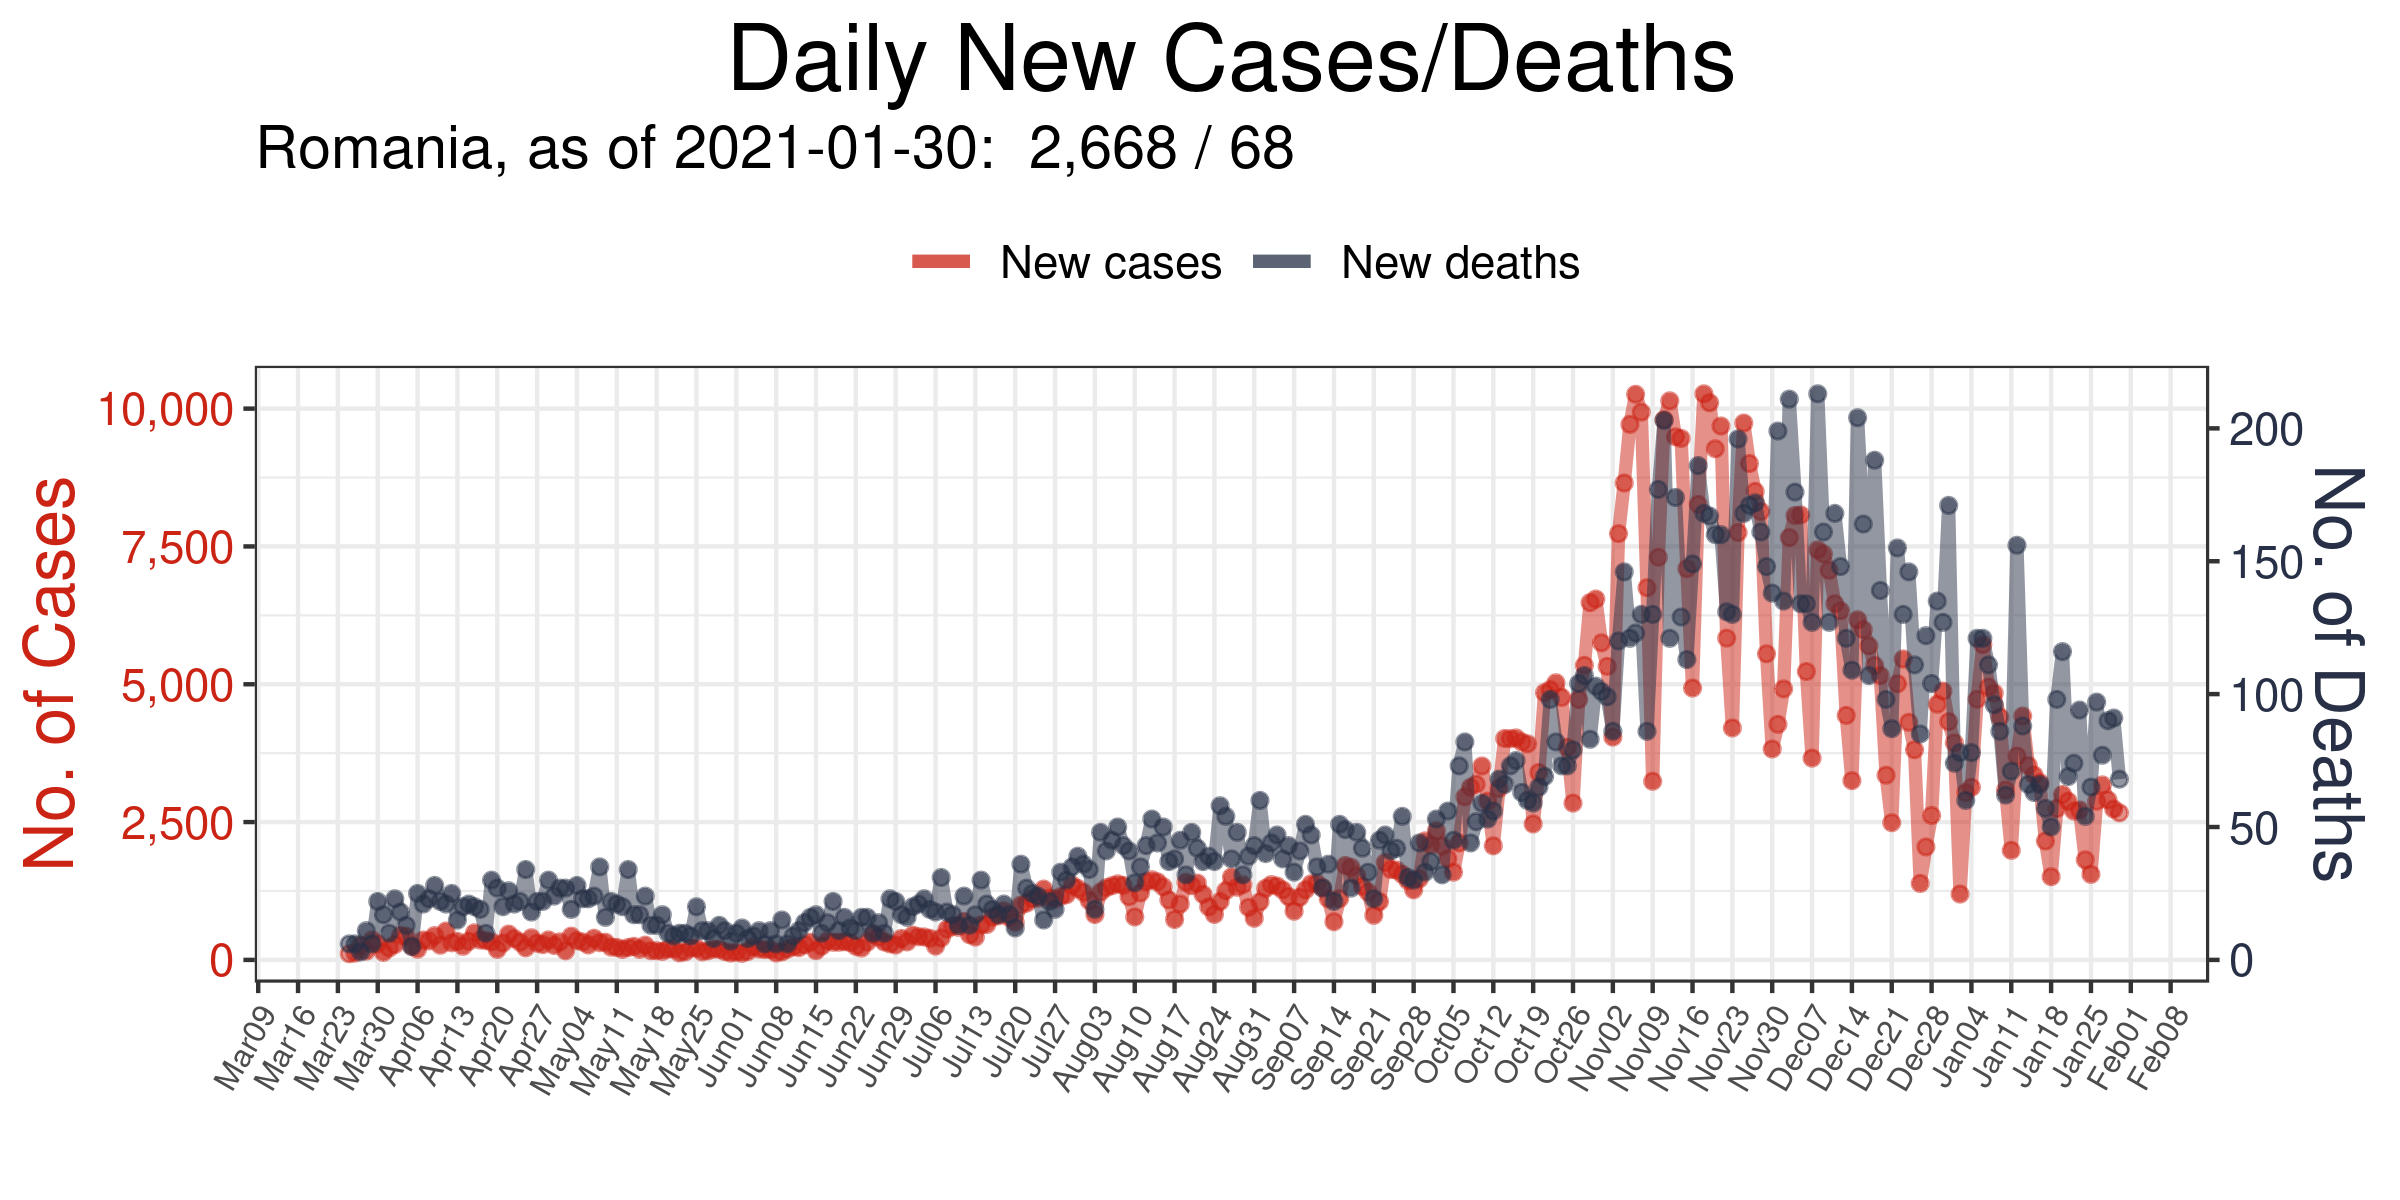 Daily New Cases/Deaths
Romania, as of 2021-01-30:  2,668 / 68
New cases
New deaths
No. of Cases
10,000
7,500
5,000
2,500
0
200
150
100
50
0
No. of Deaths
Mar09
Mar16
Mar23
Mar30
Apr06
Apr13
Apr20
Apr27
May04
May11
May18
May25
Jun01
Jun08
Jun15
Jun22
Jun29
Jul06
Jul13
Jul20
Jul27
Aug03
Aug10
Aug17
Aug24
Aug31
Sep07
Sep14
Sep21
Sep28
Oct05
Oct12
Oct19
Oct26
Nov02
Nov09
Nov16
Nov23
Nov30
Dec07
Dec14
Dec21
Dec28
Jan04
Jan11
Jan18
Jan25
Feb01
Feb08